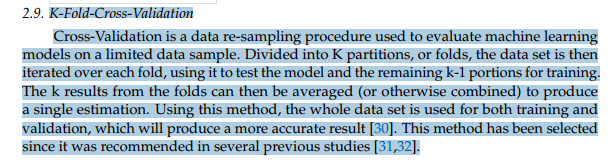 2.9. K-Fold-Cross-Validation
Cross-Validation is a data re-sampling procedure used to evaluate machine learning
models on a limited data sample. Divided into K partitions, or folds, the data set is then
iterated over each fold, using it to test the model and the remaining k-1 portions for training.
The k results from the folds can then be averaged (or otherwise combined) to produce
a single estimation. Using this method, the whole data set is used for both training and
validation, which will produce a more accurate result [30]. This method has been selected
since it was recommended in several previous studies [31,32].